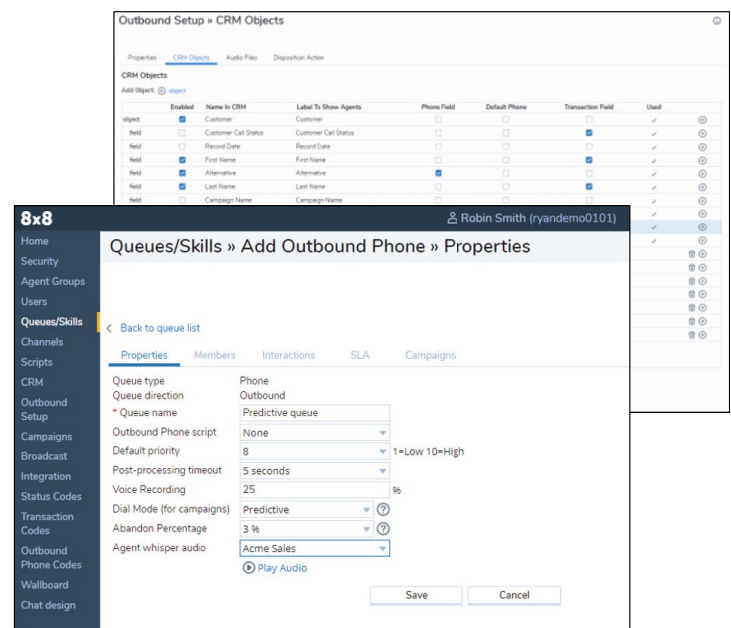 Outbound Setup » CRM Objects
Properties CRM Objects Audio Files Disposition Action
CRM Objects
Add Object: object
Enabled Name In CRM Label To Show Agents Phone Field Default Phone Transaction Field Used
object Customer Customer
field Customer Call Status Customer Call Status
field Record Date Record Date
field First Name First Name
field Alternative Alternative
field Last Name Last Name
field Campaign Name Campaign Name
8x8 Robin Smith (ryandemo0101)
Home
Security
Agent Groups
Users
Queues/Skills
Channels
Scripts
CRM
Outbound
Setup
Campaigns
Broadcast
Integration
Status Codes
Transaction
Codes
Outbound
Phone Codes
Wallboard
Chat design
Queues/Skills » Add Outbound Phone » Properties
Back to queue list
Properties Members Interactions SLA Campaigns
Queue type Phone
Queue direction Outbound
* Queue name Predictive queue
Outbound Phone script None
Default priority 8 1=Low 10=High
Post-processing timeout 5 seconds
Voice Recording 25 %
Dial Mode (for campaigns) Predictive ?
Abandon Percentage 3 % ?
Agent whisper audio Acme Sales
Play Audio
Save Cancel